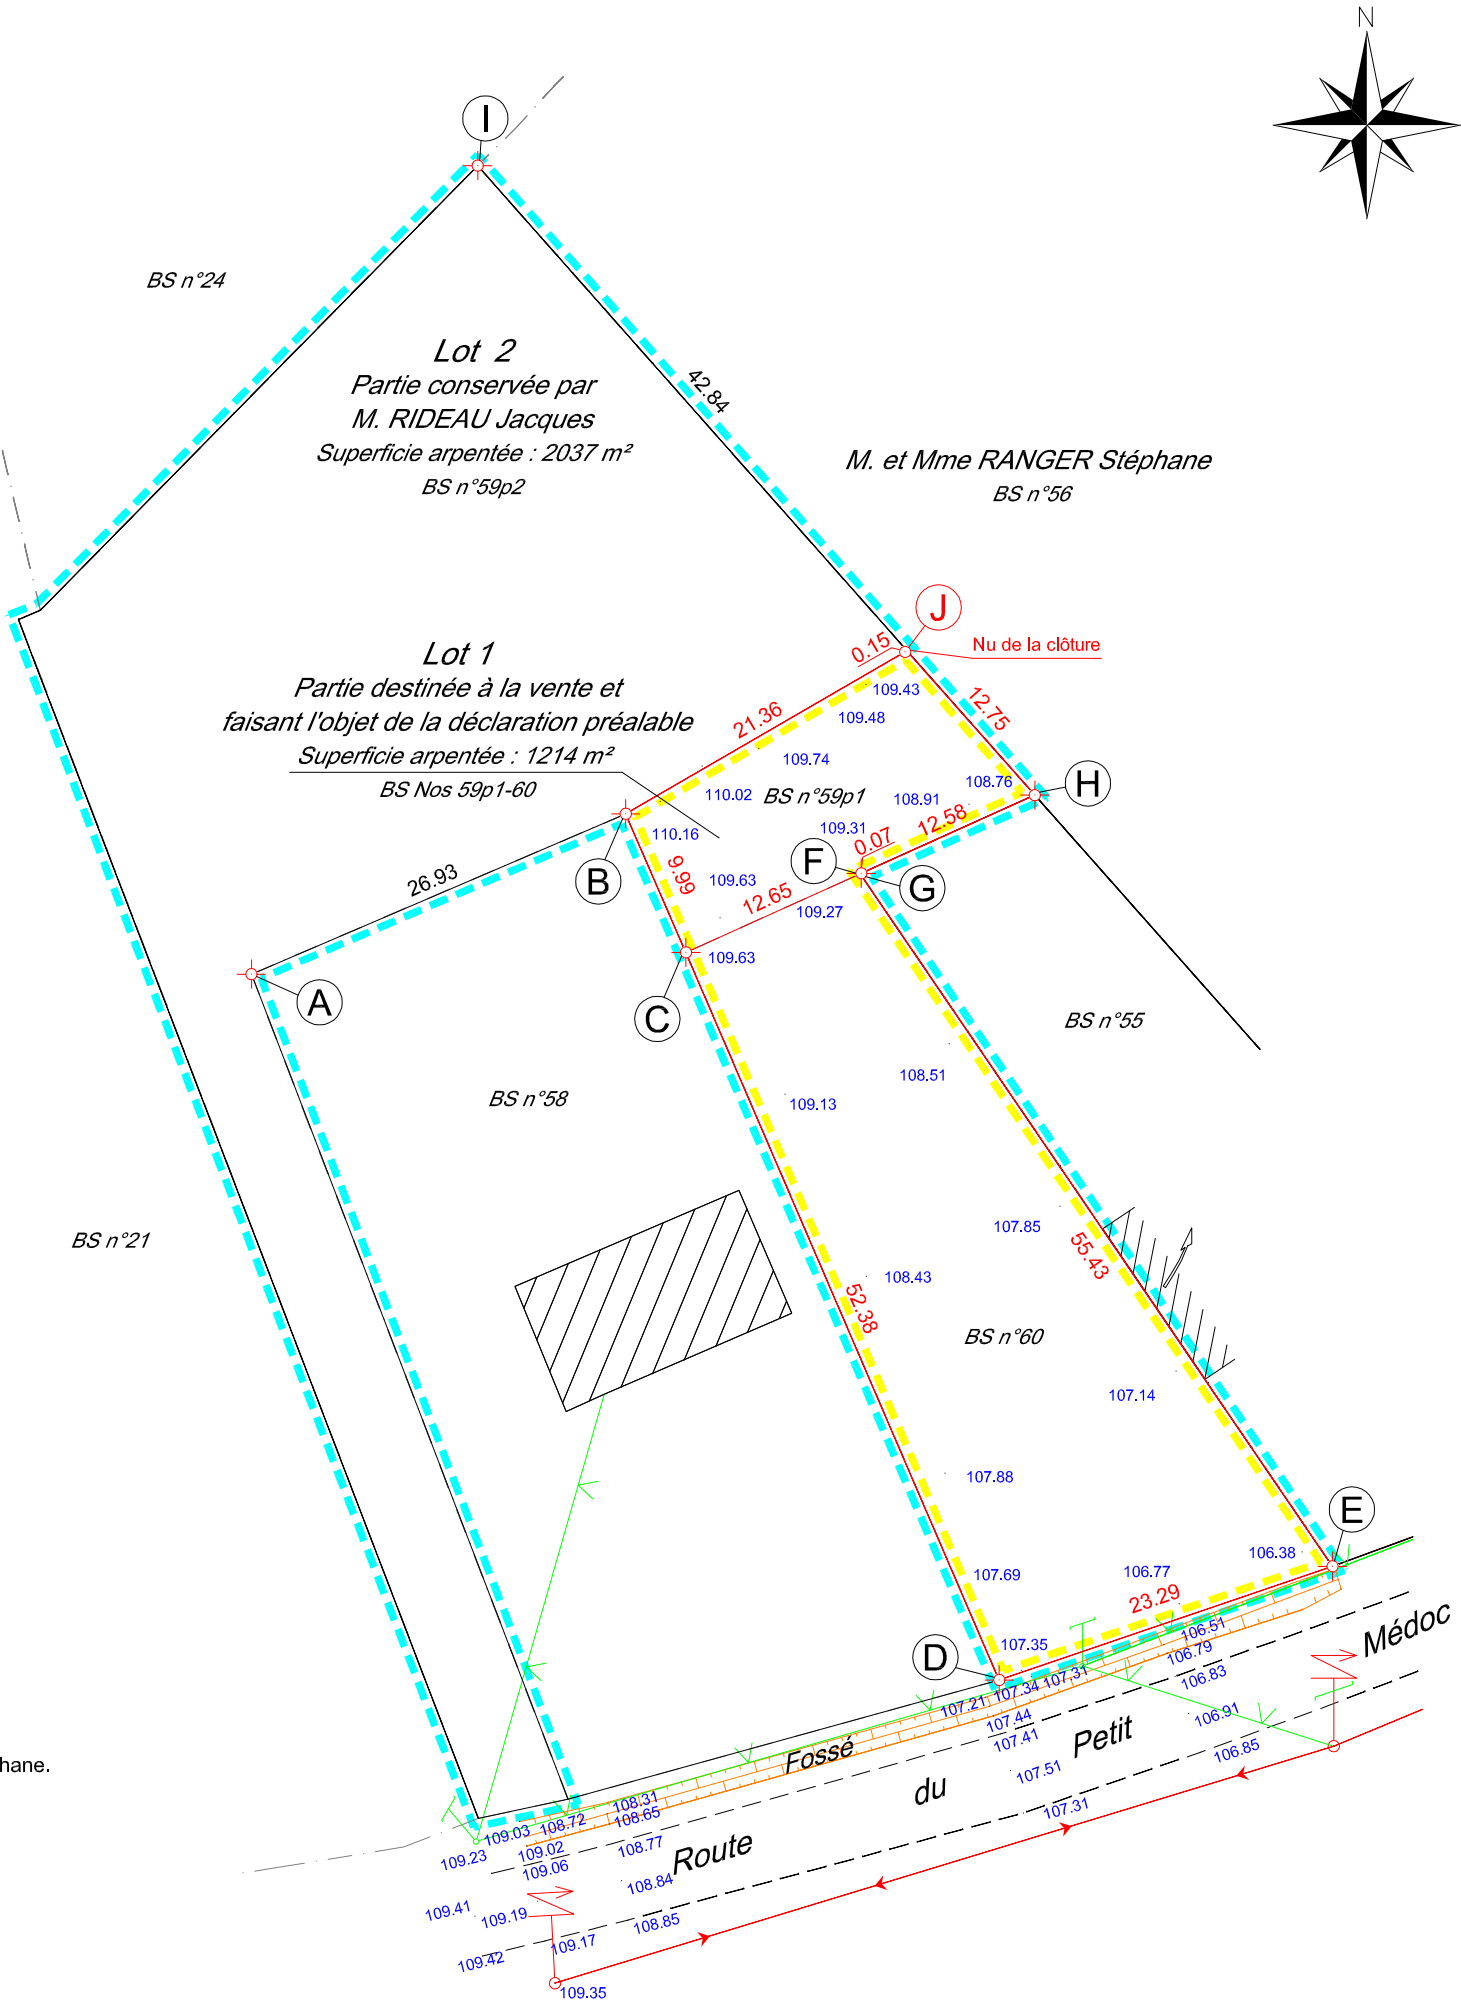 N
I
BS n°24
Lot 2
Partie conservée par
M. RIDEAU Jacques
Superficie arpentée : 2037 m²
BS n°59p2
42.84
M. et Mme RANGER Stéphane
BS n°56
J
Nu de la clôture
0.15
Lot 1
Partie destinée à la vente et
faisant l'objet de la déclaration préalable
Superficie arpentée : 1214 m²
BS Nos 59p1-60
21.36
109.43
12.75
109.48
109.74
110.02
BS n°59p1
108.91
108.76
H
110.16
109.31
12.58
0.07
F
G
B
9.99
109.63
12.65
109.27
26.93
109.63
A
C
BS n°55
BS n°58
108.51
109.13
BS n°21
107.85
55.43
108.43
52.38
BS n°60
107.14
107.88
E
106.38
106.77
107.69
23.29
107.35
106.51
106.79
106.83
Médoc
D
107.21
107.34
107.31
107.44
107.41
106.91
106.85
Petit
Fossé
107.51
du
107.31
hane.
108.31
108.65
108.72
109.03
109.02
108.77
Route
109.23
109.06
108.84
109.41
109.19
108.85
109.17
109.42
109.35